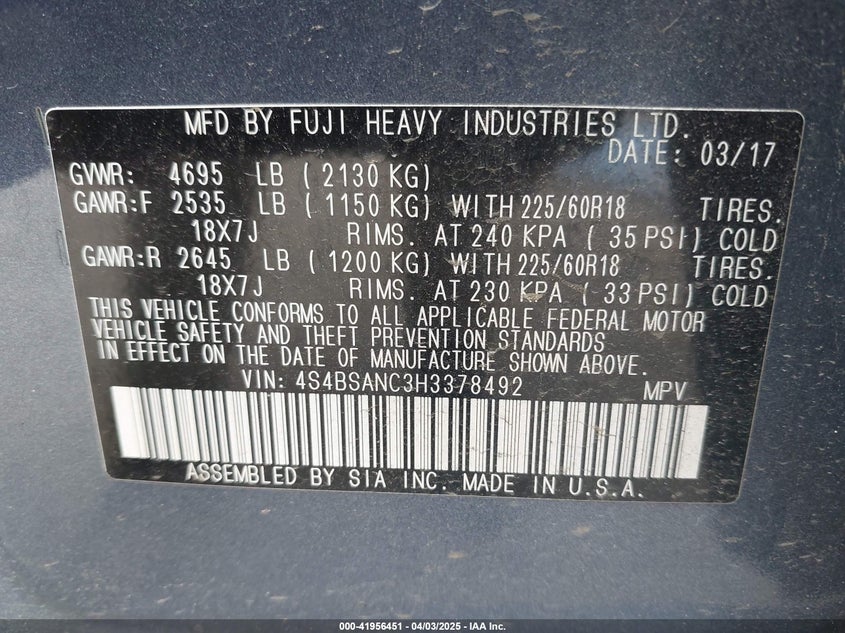 MFD BY FUJI HEAVY INDUSTRIES LTD.
DATE: 03/17
GVWR: 4695 LB ( 2130 KG)
GAWR:F 2535 LB ( 1150 KG) WITH 225/60R18 TIRES.
18X7J RIMS. AT 240 KPA ( 35 PSI) COLD
GAWR:R 2645 LB ( 1200 KG) WITH 225/60R18 TIRES.
18X7J RIMS. AT 230 KPA ( 33 PSI) COLD
THIS VEHICLE CONFORMS TO ALL APPLICABLE FEDERAL MOTOR
VEHICLE SAFETY AND THEFT PREVENTION STANDARDS
IN EFFECT ON THE DATE OF MANUFACTURE SHOWN ABOVE.
VIN: 4S4BSANC3H3378492 MPV
ASSEMBLED BY SIA INC. MADE IN U.S.A.
000-41956451 - 04/03/2025 - IAA Inc.